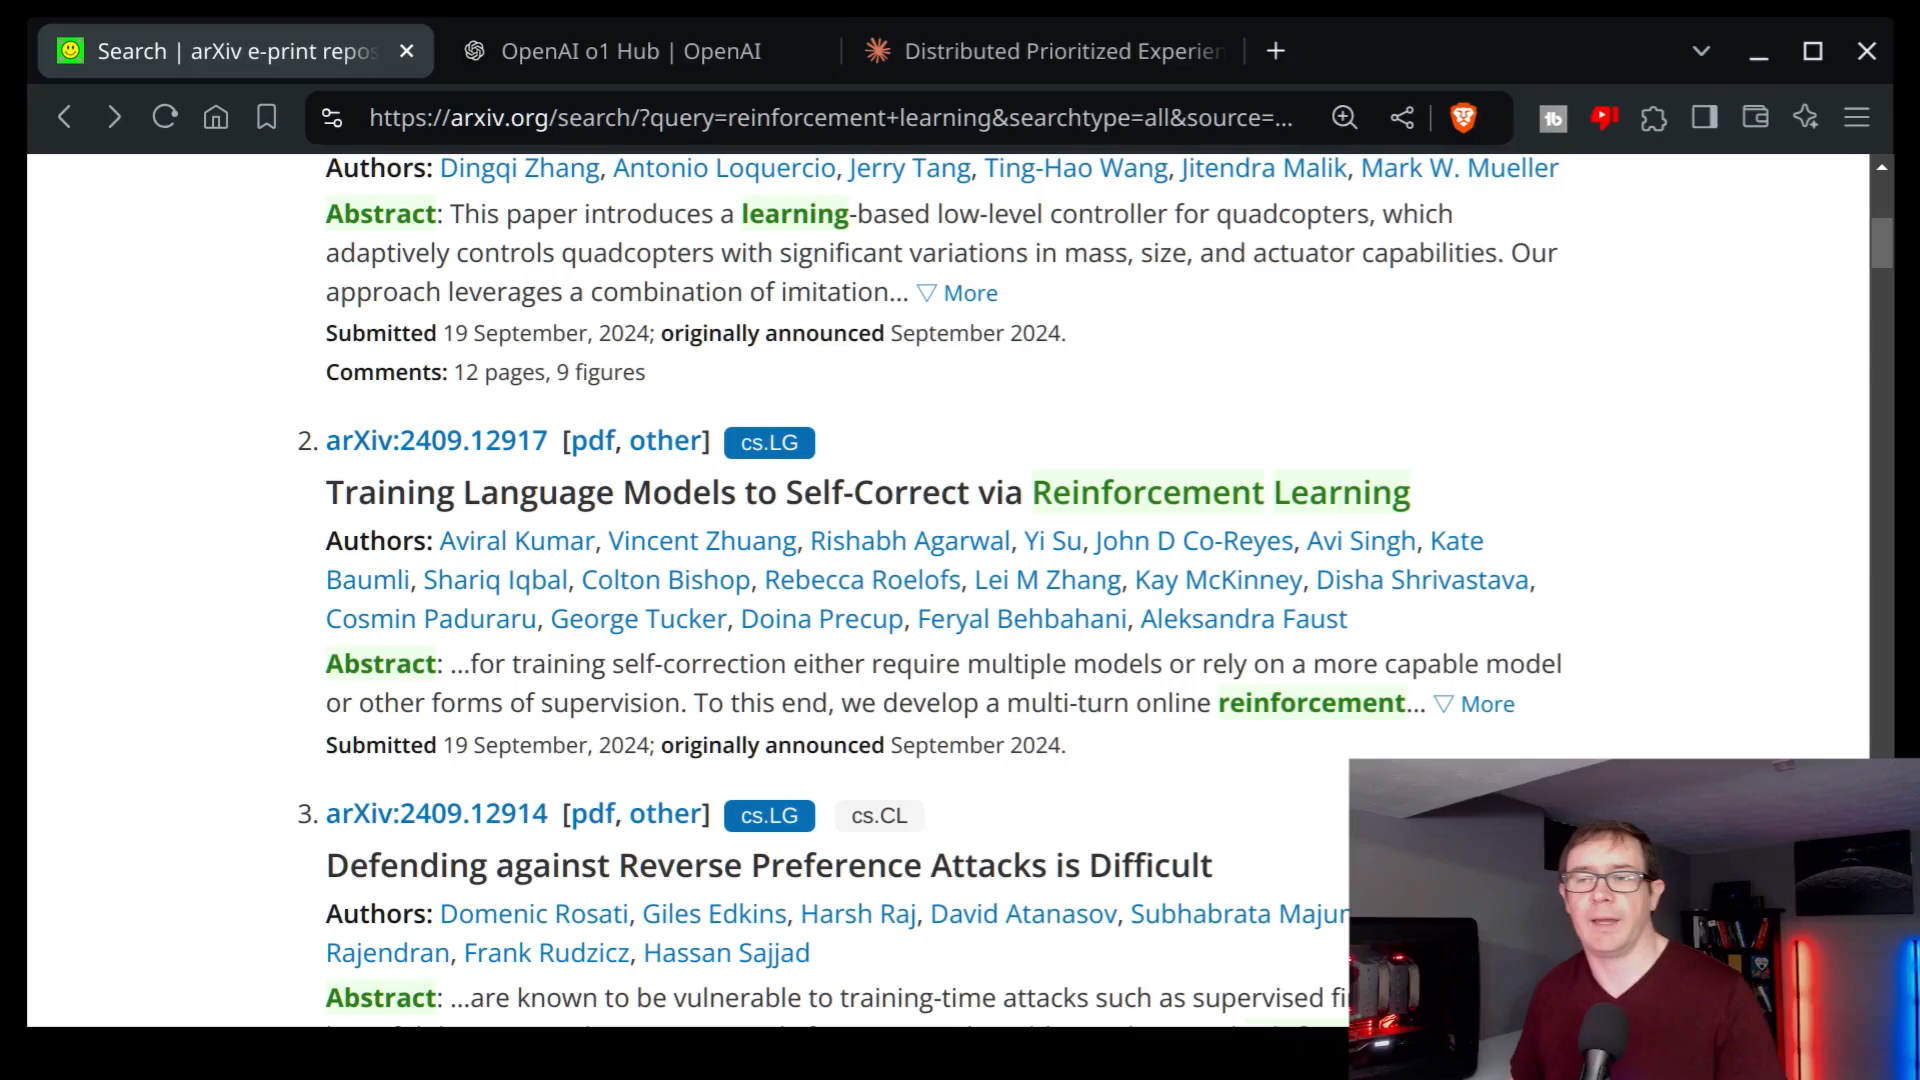 Search | arXiv e-print repos
OpenAI o1 Hub | OpenAI
Distributed Prioritized Experien
https://arxiv.org/search/?query=reinforcement+learning&searchtype=all&source=...
Authors: Dingqi Zhang, Antonio Loquercio, Jerry Tang, Ting-Hao Wang, Jitendra Malik, Mark W. Mueller
Abstract: This paper introduces a learning-based low-level controller for quadcopters, which
adaptively controls quadcopters with significant variations in mass, size, and actuator capabilities. Our
approach leverages a combination of imitation... ▽ More
Submitted 19 September, 2024; originally announced September 2024.
Comments: 12 pages, 9 figures
2. arXiv:2409.12917 [pdf, other] cs.LG
Training Language Models to Self-Correct via Reinforcement Learning
Authors: Aviral Kumar, Vincent Zhuang, Rishabh Agarwal, Yi Su, John D Co-Reyes, Avi Singh, Kate
Baumli, Shariq Iqbal, Colton Bishop, Rebecca Roelofs, Lei M Zhang, Kay McKinney, Disha Shrivastava,
Cosmin Paduraru, George Tucker, Doina Precup, Feryal Behbahani, Aleksandra Faust
Abstract: ...for training self-correction either require multiple models or rely on a more capable model
or other forms of supervision. To this end, we develop a multi-turn online reinforcement... ▽ More
Submitted 19 September, 2024; originally announced September 2024.
3. arXiv:2409.12914 [pdf, other] cs.LG cs.CL
Defending against Reverse Preference Attacks is Difficult
Authors: Domenic Rosati, Giles Edkins, Harsh Raj, David Atanasov, Subhabrata Majum
Rajendran, Frank Rudzicz, Hassan Sajjad
Abstract: ...are known to be vulnerable to training-time attacks such as supervised fi